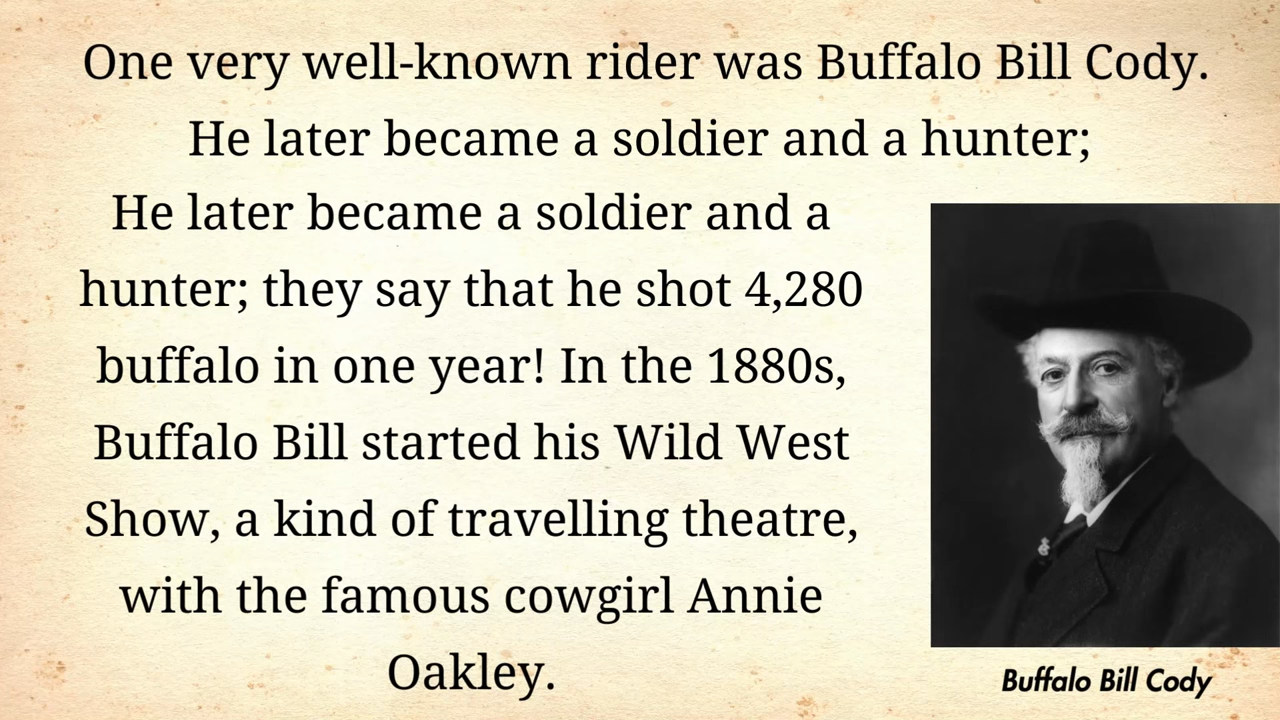 One very well-known rider was Buffalo Bill Cody.
He later became a soldier and a hunter;
He later became a soldier and a
hunter; they say that he shot 4,280
buffalo in one year! In the 1880s,
Buffalo Bill started his Wild West
Show, a kind of travelling theatre,
with the famous cowgirl Annie
Oakley.
Buffalo Bill Cody